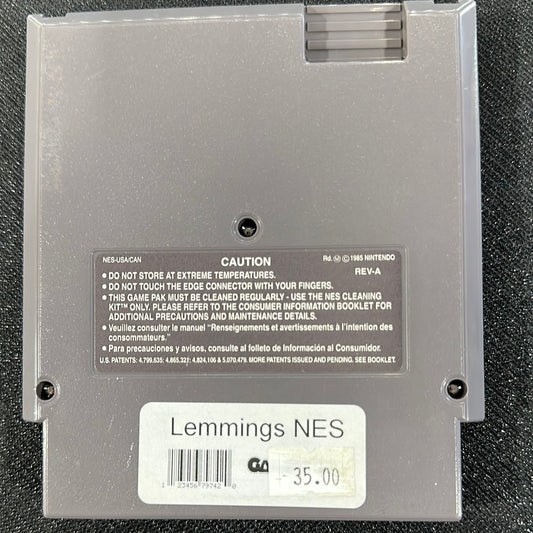 NES-USA/CAN
CAUTION
Rd. Ⓜ © 1985 NINTENDO
REV-A
• DO NOT STORE AT EXTREME TEMPERATURES.
• DO NOT TOUCH THE EDGE CONNECTOR WITH YOUR FINGERS.
• THIS GAME PAK MUST BE CLEANED REGULARLY - USE THE NES CLEANING
KIT™ ONLY. PLEASE REFER TO THE CONSUMER INFORMATION BOOKLET FOR
ADDITIONAL PRECAUTIONS AND MAINTENANCE DETAILS.
• Veuillez consulter le manuel "Renseignements et avertissements à l'intention des
consommateurs."
• Para precauciones y avisos, consulte al folleto de Información al Consumidor.
U.S. PATENTS: 4,799,635; 4,865,321; 4,824,106 & 5,070,479. MORE PATENTS ISSUED AND PENDING. SEE BOOKLET.
Lemmings NES
35.00
1 23456 79742 0